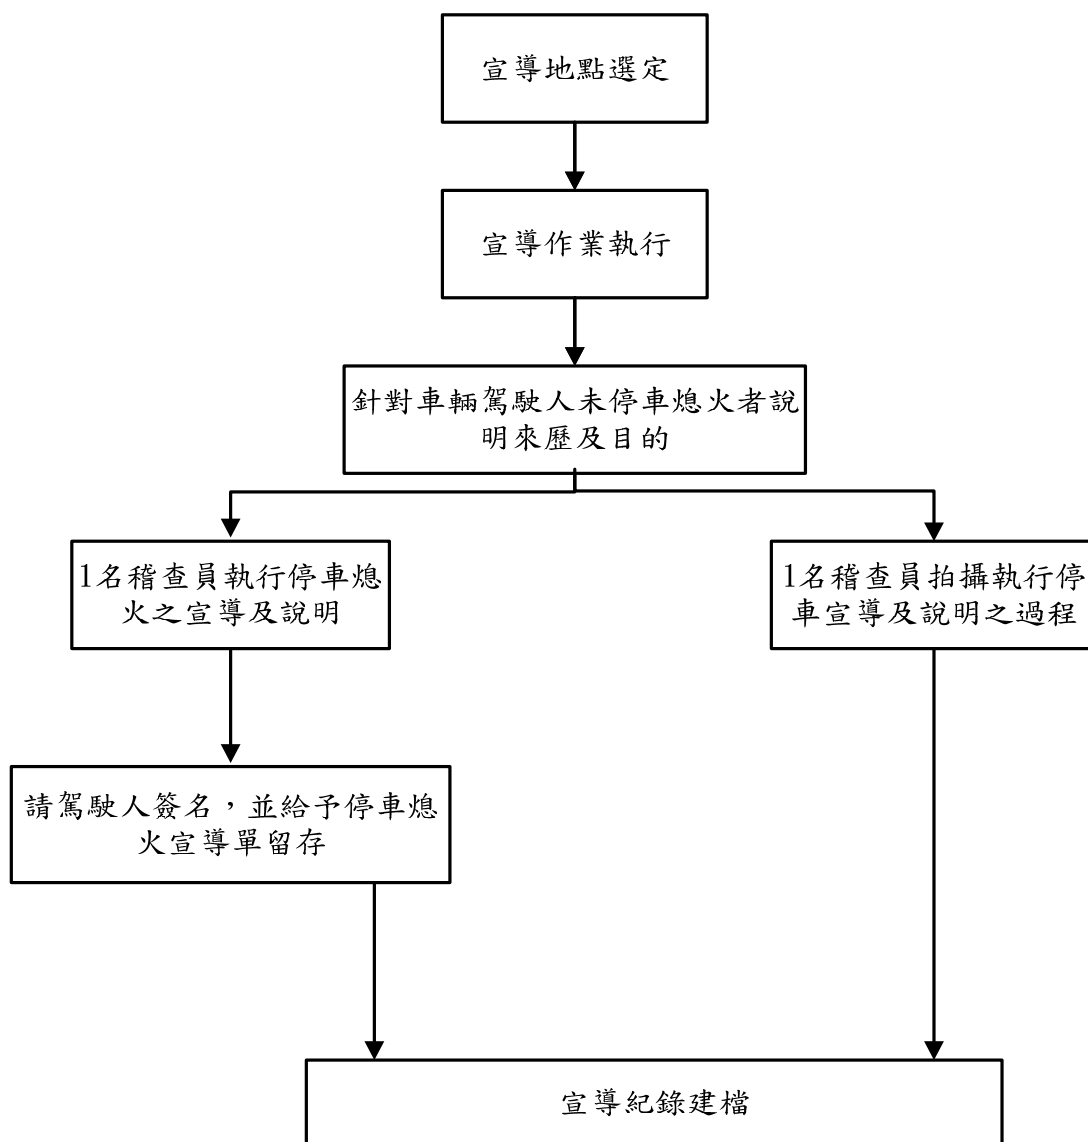 宣導地點選定
宣導作業執行
針對車輛駕駛人未停車熄火者說
明來歷及目的
1名稽查員執行停車熄
火之宣導及說明
1名稽查員拍攝執行停
車宣導及說明之過程
請駕駛人簽名，並給予停車熄
火宣導單留存
宣導紀錄建檔